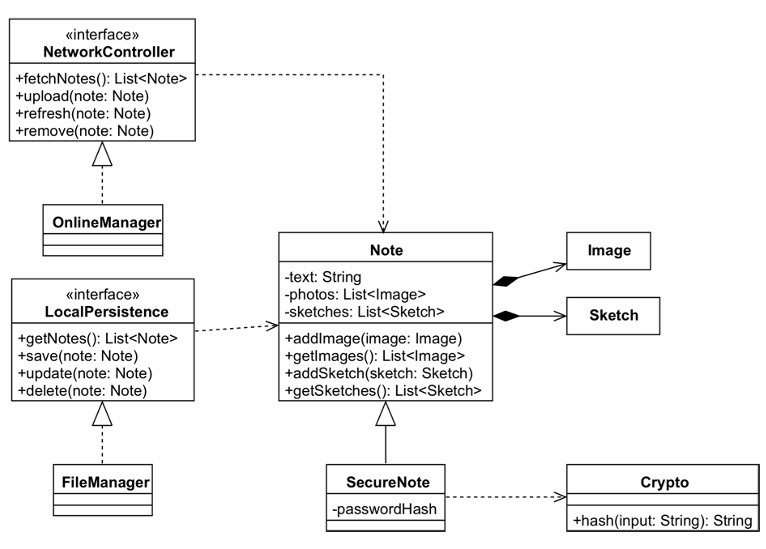 «interface»
NetworkController
+fetchNotes(): List<Note>
+upload(note: Note)
+refresh(note: Note)
+remove(note: Note)
OnlineManager
«interface»
LocalPersistence
+getNotes(): List<Note>
+save(note: Note)
+update(note: Note)
+delete(note: Note)
FileManager
Note
-text: String
-photos: List<Image>
-sketches: List<Sketch>
+addImage(image: Image)
+getImages(): List<Image>
+addSketch(sketch: Sketch)
+getSketches(): List<Sketch>
Image
Sketch
SecureNote
-passwordHash
Crypto
+hash(input: String): String